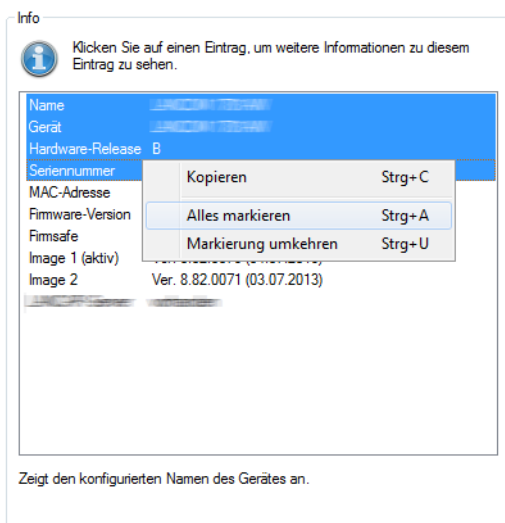 Info
Klicken Sie auf einen Eintrag, um weitere Informationen zu diesem
Eintrag zu sehen.
Name
Gerät
Hardware-Release B
Seriennummer
MAC-Adresse
Firmware-Version
Firmsafe
Image 1 (aktiv)
Image 2 Ver. 8.82.0071 (03.07.2013)
Kopieren Strg+C
Alles markieren Strg+A
Markierung umkehren Strg+U
Zeigt den konfigurierten Namen des Gerätes an.